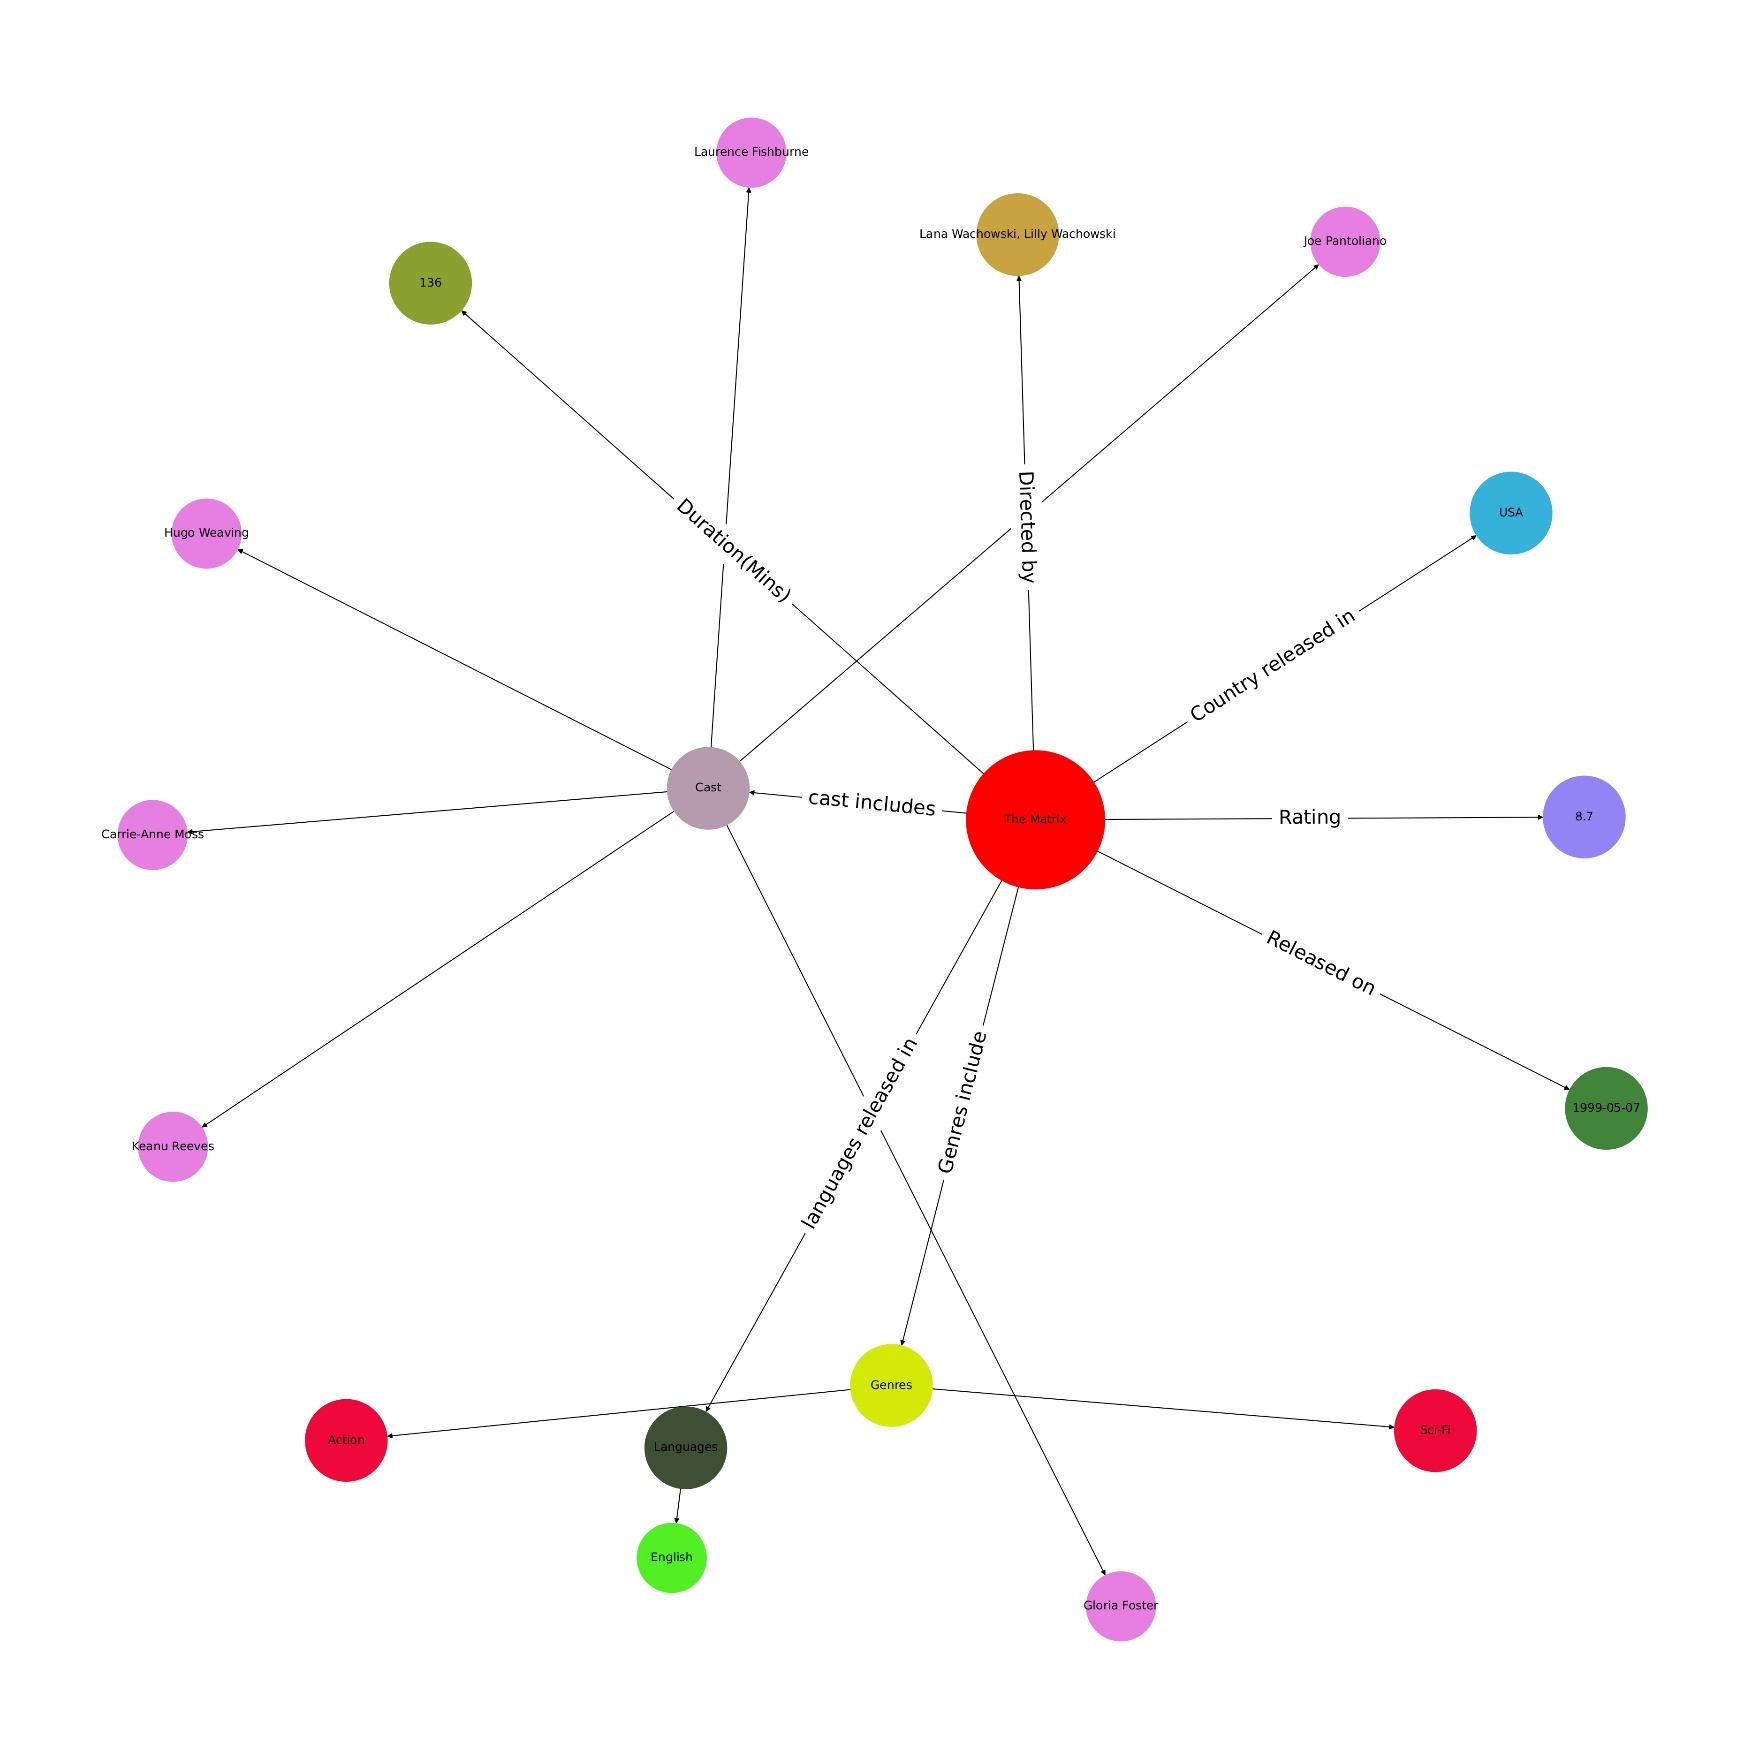 Laurence Fishburne
Lana Wachowski, Lilly Wachowski
Joe Pantoliano
136
Directed by
USA
Hugo Weaving
Duration(Mins)
Country released in
Cast
cast includes
The Matrix
Rating
8.7
Carrie-Anne Moss
Released on
Keanu Reeves
languages released in
Genres include
1999-05-07
Genres
Action
Languages
Sci-Fi
English
Gloria Foster